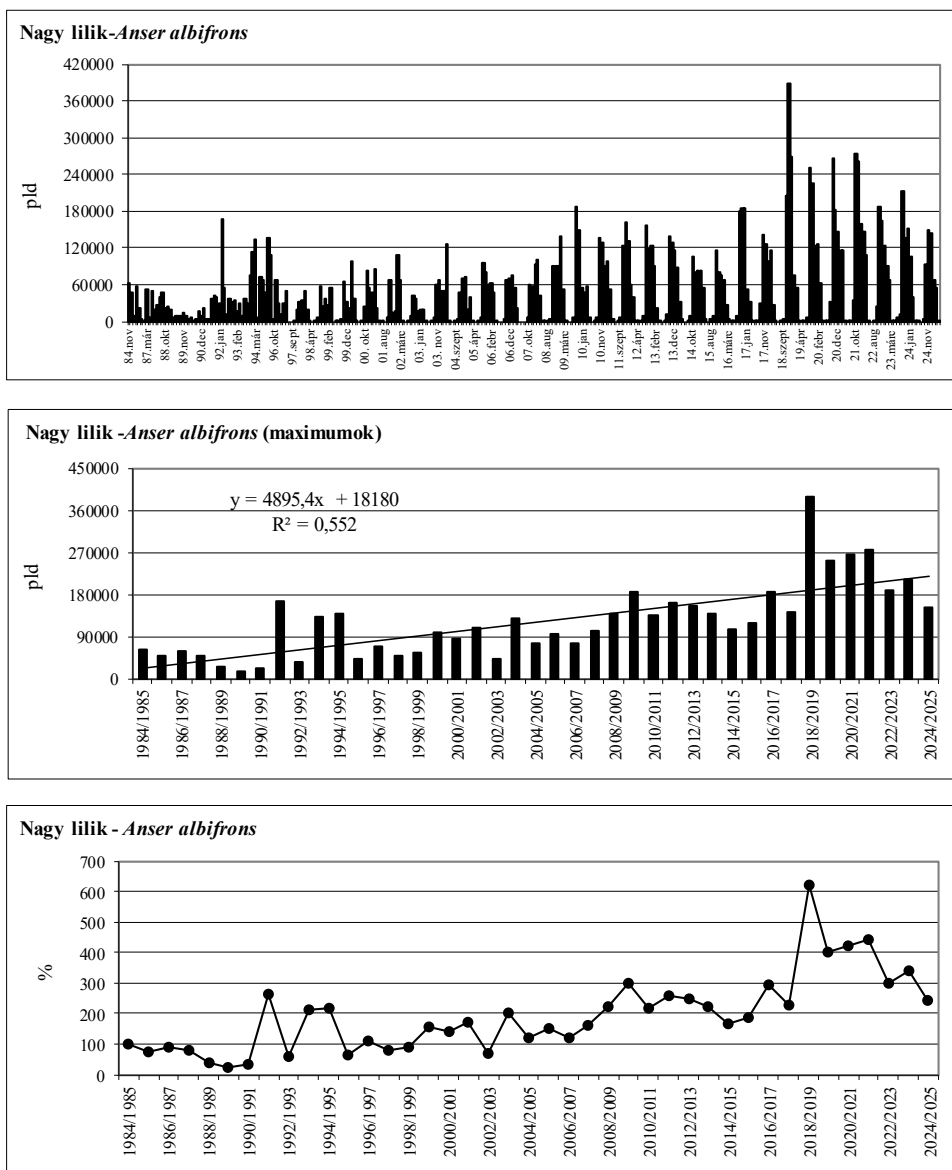 Nagy lilik-Anser albifrons
420000
360000
300000
240000
180000
120000
60000
0
pld
84.nov
87.már
88.okt
89.nov
90.dec
92.jan
93.feb
94.már
96.okt
97.sept
98.ápr
99.feb
99.dec
00.okt
01.aug
02.márc
03.jan
03.nov
04.szept
05.ápr
06.febr
06.dec
07.okt
08.aug
09.márc
10.jan
10.nov
11.szept
12.ápr
13.febr
13.dec
14.okt
15.aug
16.márc
17.jan
17.nov
18.szept
19.ápr
20.febr
20.dec
21.okt
22.aug
23.márc
24.jan
24.nov
Nagy lilik -Anser albifrons (maximumok)
450000
360000
270000
180000
90000
0
pld
y = 4895,4x + 18180
R² = 0,552
1984/1985
1986/1987
1988/1989
1990/1991
1992/1993
1994/1995
1996/1997
1998/1999
2000/2001
2002/2003
2004/2005
2006/2007
2008/2009
2010/2011
2012/2013
2014/2015
2016/2017
2018/2019
2020/2021
2022/2023
2024/2025
Nagy lilik - Anser albifrons
700
600
500
400
300
200
100
0
%
1984/1985
1986/1987
1988/1989
1990/1991
1992/1993
1994/1995
1996/1997
1998/1999
2000/2001
2002/2003
2004/2005
2006/2007
2008/2009
2010/2011
2012/2013
2014/2015
2016/2017
2018/2019
2020/2021
2022/2023
2024/2025